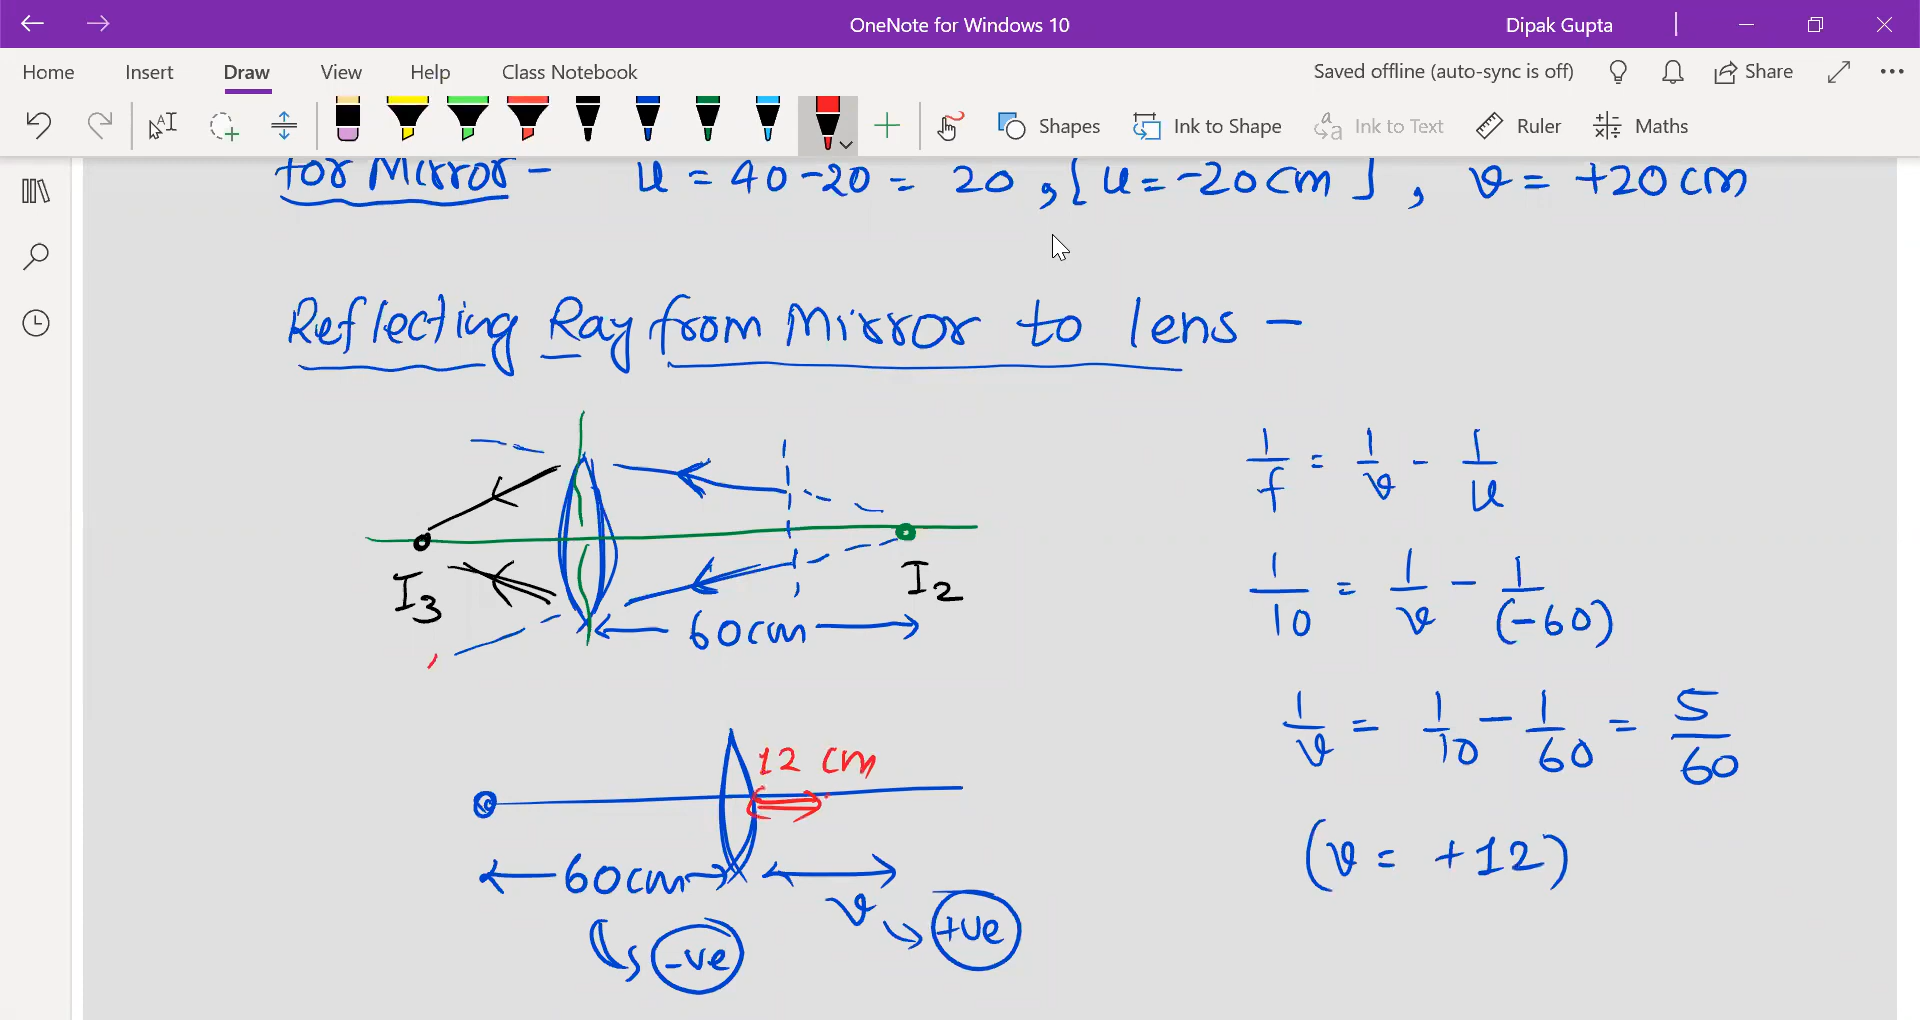 OneNote for Windows 10
Dipak Gupta
Home Insert Draw View Help Class Notebook
Saved offline (auto-sync is off) Share
Shapes Ink to Shape Ink to Text Ruler Maths
for Mirror - u = 40 - 20 = 20 , [ u = -20 cm ] , v = +20 cm
Reflecting Ray from Mirror to lens -
I3
I2
60cm
1/f = 1/v - 1/u
1/10 = 1/v - 1/(-60)
1/v = 1/10 - 1/60 = 5/60
(v = +12)
12 cm
60cm
v
-ve
+ve